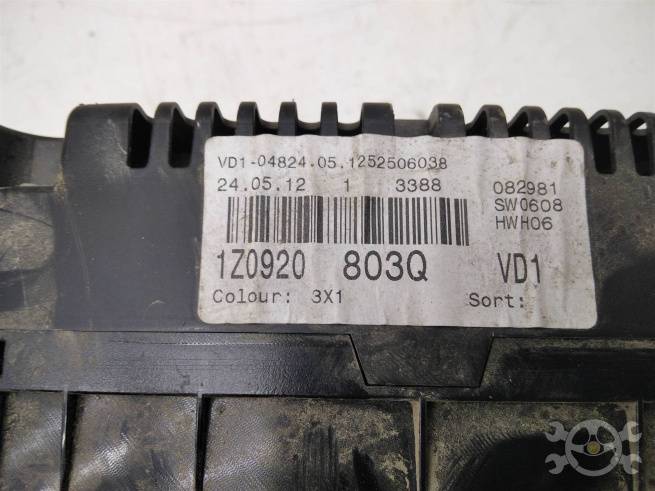 VD1-04824.05.1252506038
24.05.12 1 3388 082981
SW0608
HWH06
1Z0920 803Q VD1
Colour: 3X1 Sort: